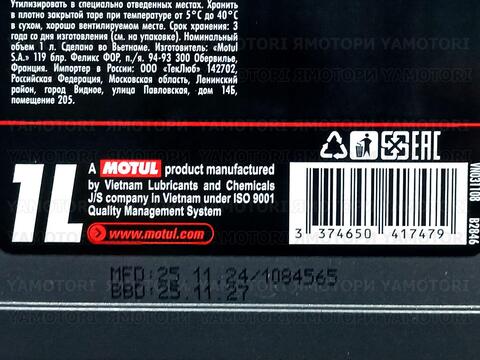 Утилизировать в специально отведенных местах. Хранить
в плотно закрытой таре при температуре от 5°C до 40°C
в сухом, хорошо вентилируемом месте. Срок хранения: 3
года со дня изготовления (см. на упаковке). Номинальный
объем 1 л. Сделано во Вьетнаме. Изготовитель: «Motul
S.A.» 119 блр. Феликс ФОР, п./я. 94-93 300 Обервилье,
Франция. Импортер в России: ООО «ТекЛюб» 142702,
Российская Федерация, Московская область, Ленинский
район, город Видное, улица Павловская, дом 14Б,
помещение 205.
1L
A MOTUL product manufactured
by Vietnam Lubricants and Chemicals
J/S company in Vietnam under ISO 9001
Quality Management System
www.motul.com
EAC
3 374650 417479
VN031108 B2846
MFD:25.11.24/1084565
BBD:25.11.27
YAMOTORI ЯМОТОРИ YAMOTORI